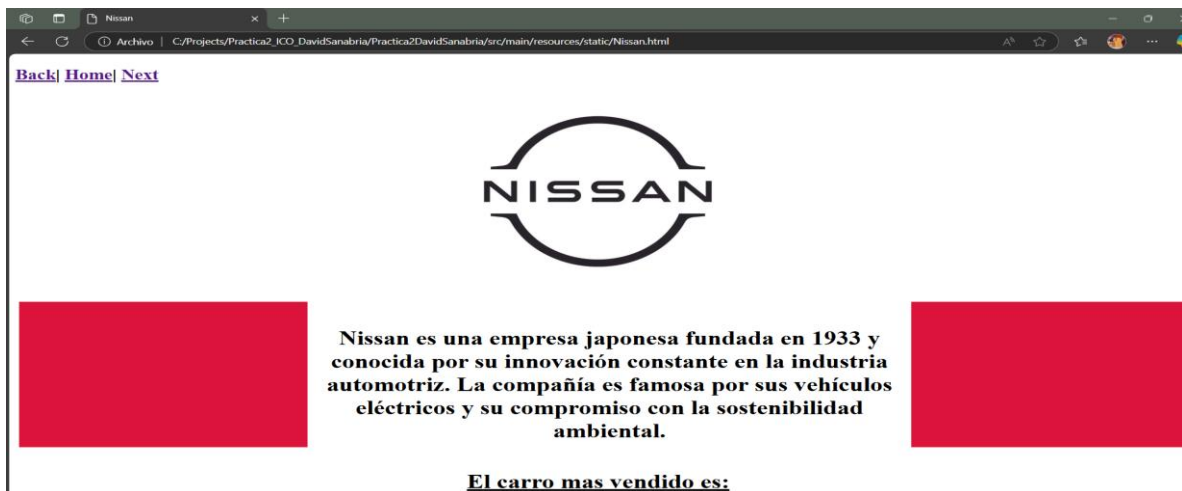 Nissan
Archivo | C:/Projects/Practica2_ICO_DavidSanabria/Practica2DavidSanabria/src/main/resources/static/Nissan.html
Back| Home| Next
NISSAN
Nissan es una empresa japonesa fundada en 1933 y
conocida por su innovación constante en la industria
automotriz. La compañía es famosa por sus vehículos
eléctricos y su compromiso con la sostenibilidad
ambiental.
El carro mas vendido es: